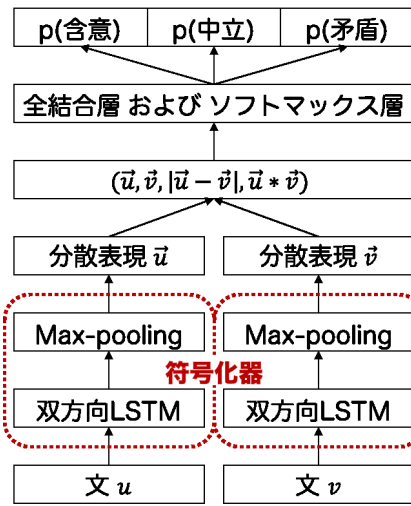 p(含意) p(中立) p(矛盾)
全結合層 および ソフトマックス層
(u⃗, v⃗, |u⃗ − v⃗|, u⃗ * v⃗)
分散表現 u⃗ 分散表現 v⃗
Max-pooling Max-pooling
符号化器
双方向LSTM 双方向LSTM
文 u 文 v